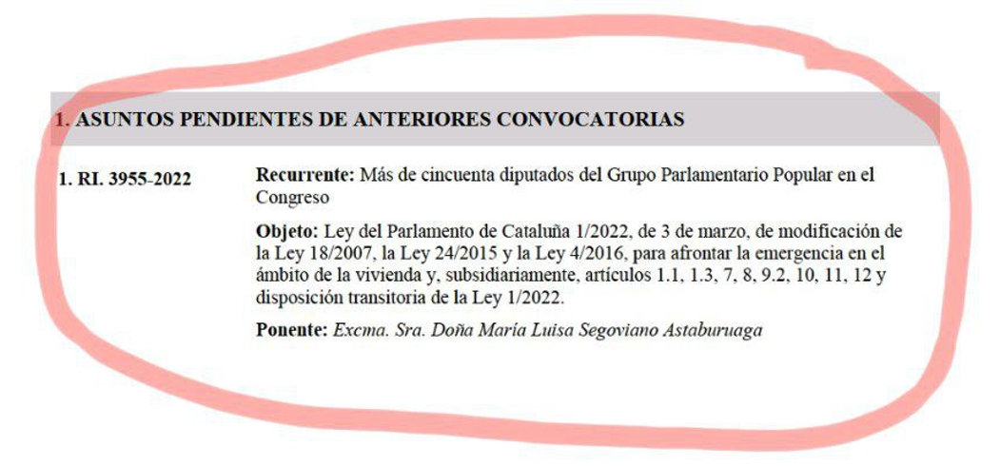 1. ASUNTOS PENDIENTES DE ANTERIORES CONVOCATORIAS
1. RI. 3955-2022
Recurrente: Más de cincuenta diputados del Grupo Parlamentario Popular en el
Congreso
Objeto: Ley del Parlamento de Cataluña 1/2022, de 3 de marzo, de modificación de
la Ley 18/2007, la Ley 24/2015 y la Ley 4/2016, para afrontar la emergencia en el
ámbito de la vivienda y, subsidiariamente, artículos 1.1, 1.3, 7, 8, 9.2, 10, 11, 12 y
disposición transitoria de la Ley 1/2022.
Ponente: Excma. Sra. Doña María Luisa Segoviano Astaburuaga